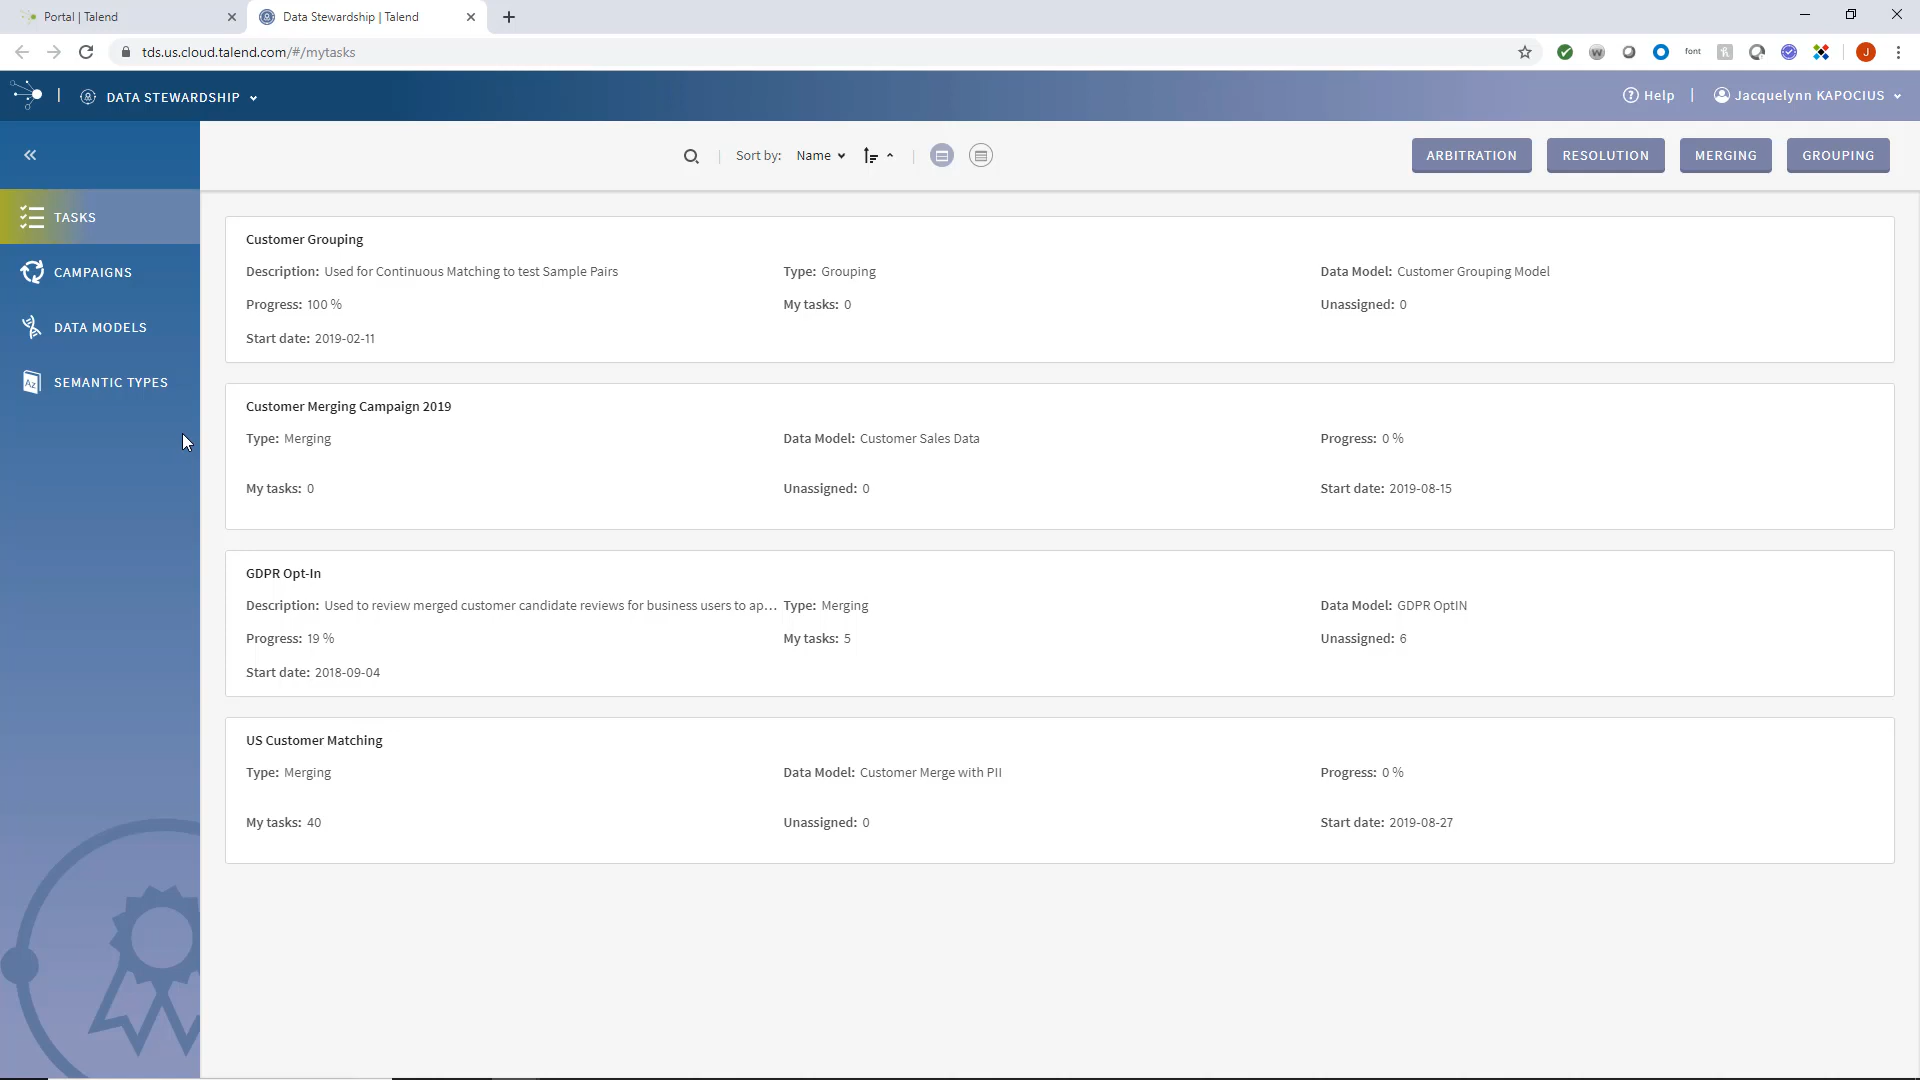 Portal | Talend
Data Stewardship | Talend
tds.us.cloud.talend.com/#/mytasks
font
J
DATA STEWARDSHIP
Help
Jacquelynn KAPOCIUS
Sort by: Name
ARBITRATION
RESOLUTION
MERGING
GROUPING
TASKS
CAMPAIGNS
DATA MODELS
SEMANTIC TYPES
Customer Grouping
Description: Used for Continuous Matching to test Sample Pairs
Type: Grouping
Data Model: Customer Grouping Model
Progress: 100 %
My tasks: 0
Unassigned: 0
Start date: 2019-02-11
Customer Merging Campaign 2019
Type: Merging
Data Model: Customer Sales Data
Progress: 0 %
My tasks: 0
Unassigned: 0
Start date: 2019-08-15
GDPR Opt-In
Description: Used to review merged customer candidate reviews for business users to ap...
Type: Merging
Data Model: GDPR OptIN
Progress: 19 %
My tasks: 5
Unassigned: 6
Start date: 2018-09-04
US Customer Matching
Type: Merging
Data Model: Customer Merge with PII
Progress: 0 %
My tasks: 40
Unassigned: 0
Start date: 2019-08-27